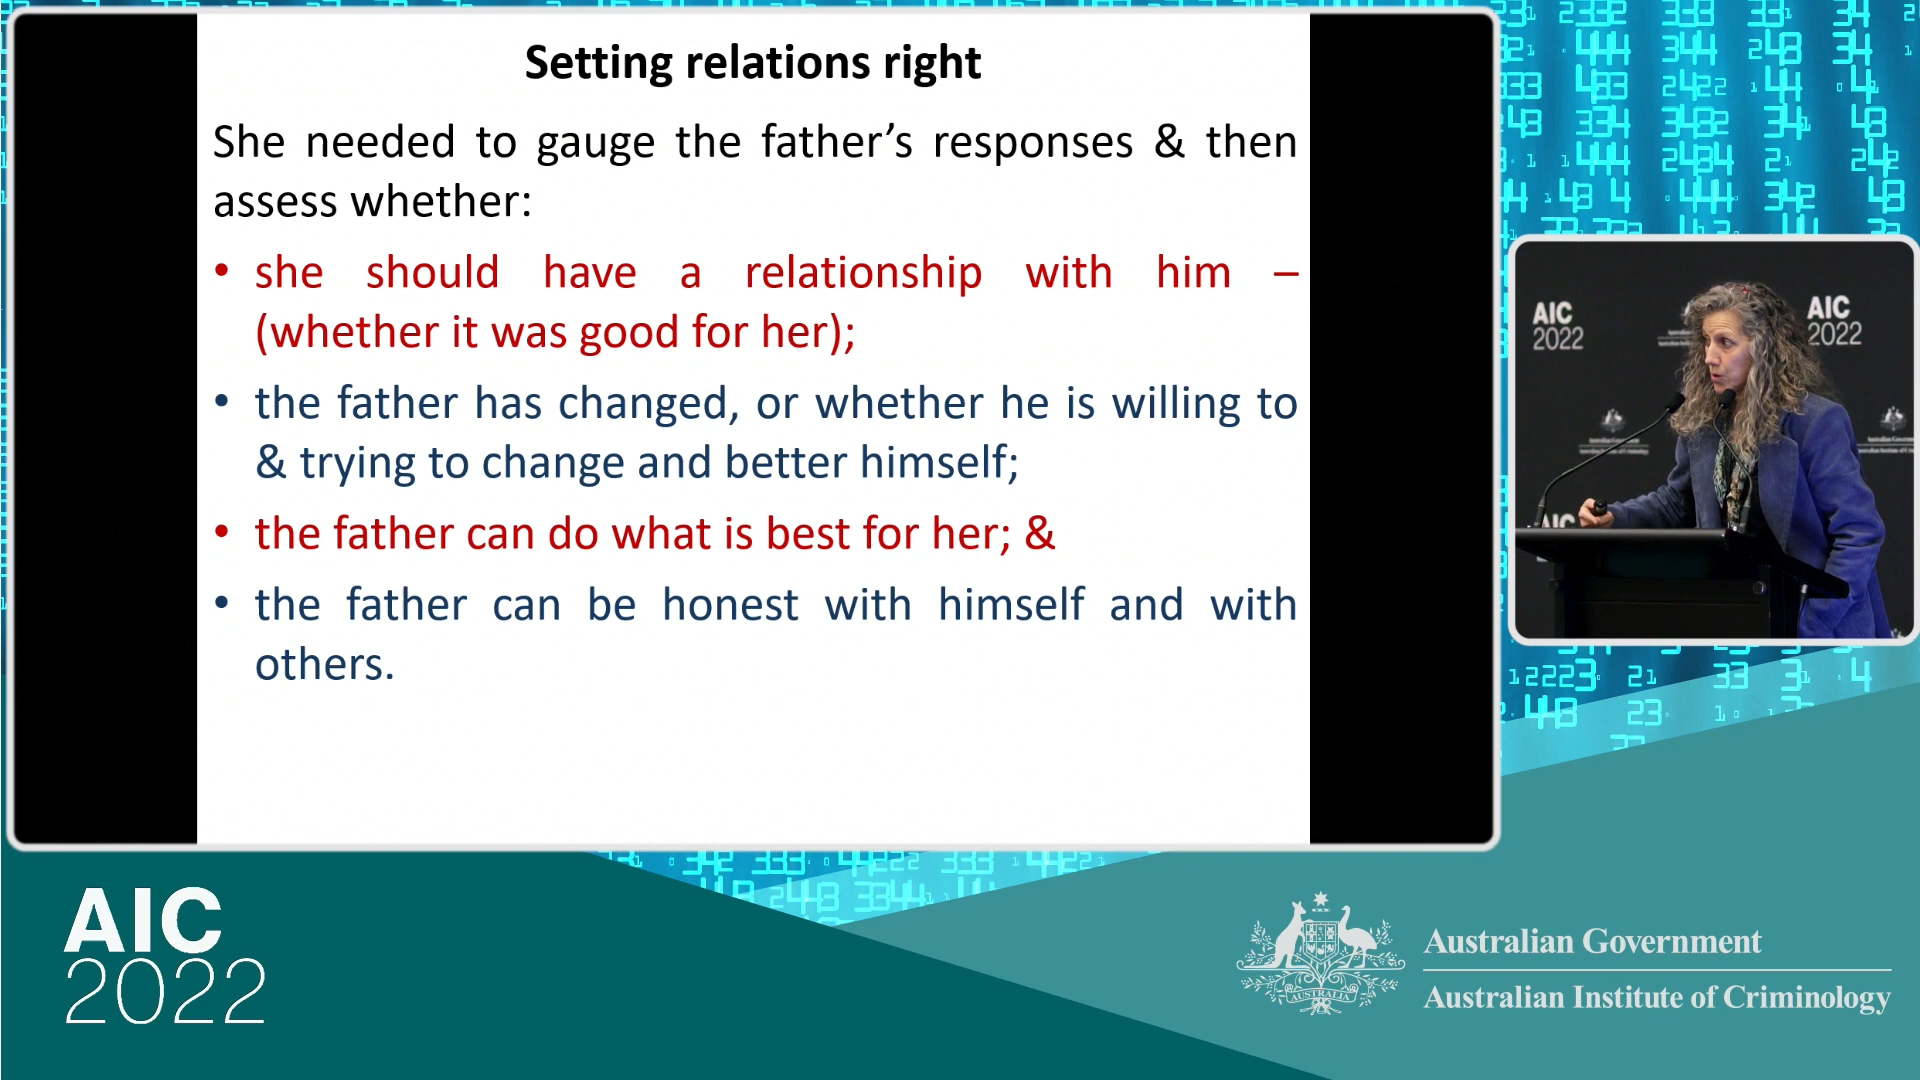 Setting relations right
She needed to gauge the father's responses & then
assess whether:
• she should have a relationship with him –
(whether it was good for her);
• the father has changed, or whether he is willing to
& trying to change and better himself;
• the father can do what is best for her; &
• the father can be honest with himself and with
others.
AIC
2022
AIC
2022
AIC
AIC
2022
AUSTRALIA
Australian Government
Australian Institute of Criminology